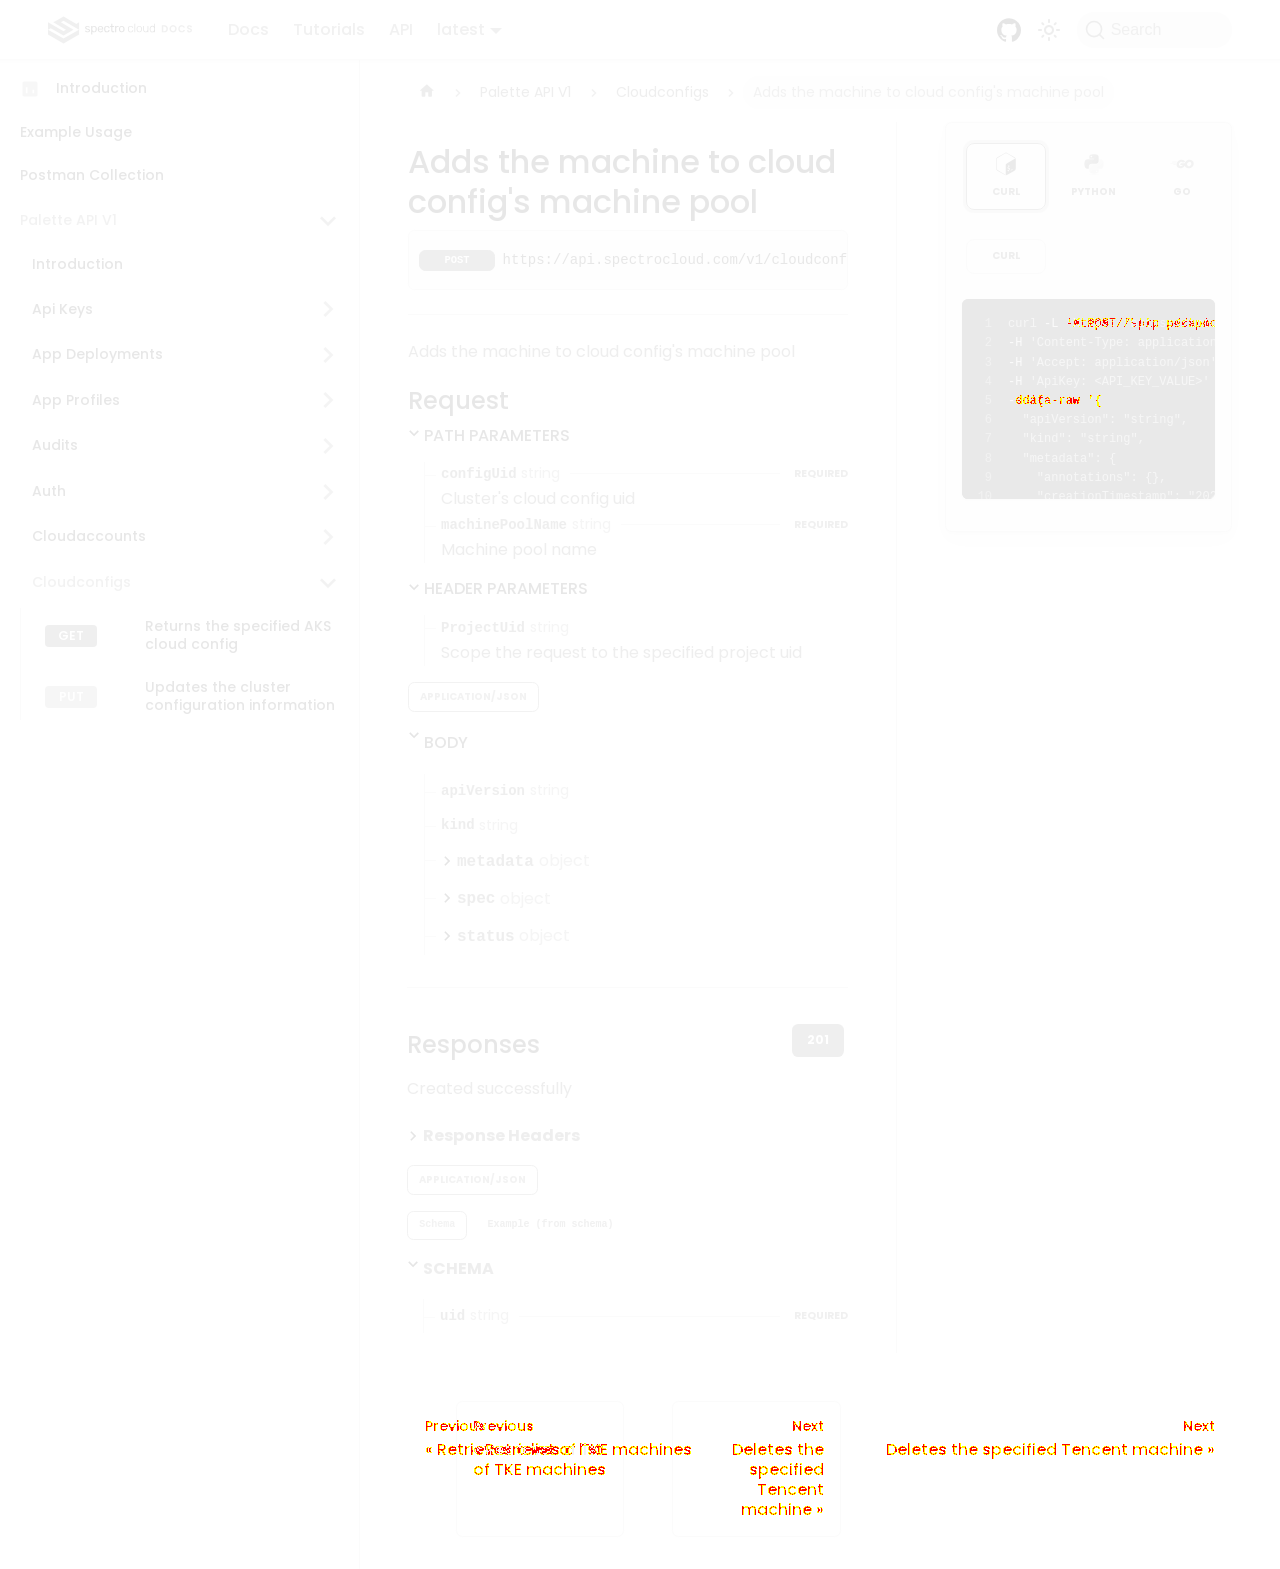 spectro cloud DOCS
Docs
Tutorials
API
latest
Search
Introduction
Example Usage
Postman Collection
Palette API V1
Introduction
Api Keys
App Deployments
App Profiles
Audits
Auth
Cloudaccounts
Cloudconfigs
GET
Returns the specified AKS
cloud config
PUT
Updates the cluster
configuration information
Palette API V1
Cloudconfigs
Adds the machine to cloud config's machine pool
Adds the machine to cloud
config's machine pool
POST
https://api.spectrocloud.com/v1/cloudconf
Adds the machine to cloud config's machine pool
Request
PATH PARAMETERS
configUid string
REQUIRED
Cluster's cloud config uid
machinePoolName string
REQUIRED
Machine pool name
HEADER PARAMETERS
ProjectUid string
Scope the request to the specified project uid
APPLICATION/JSON
BODY
apiVersion string
kind string
metadata object
spec object
status object
Responses
201
Created successfully
Response Headers
APPLICATION/JSON
Schema
Example (from schema)
SCHEMA
uid string
REQUIRED
CURL
PYTHON
GO
CURL
1 curl -L
2 -H 'Content-Type: application
3 -H 'Accept: application/json'
4 -H 'ApiKey: <API_KEY_VALUE>'
5
6 "apiVersion": "string",
7 "kind": "string",
8 "metadata": {
9 "annotations": {},
10 "creationTimestamp": "202
Previous
Previous
of TKE machines
Next
Deletes the
specified
Tencent
machine »
Next
Deletes the specified Tencent machine »